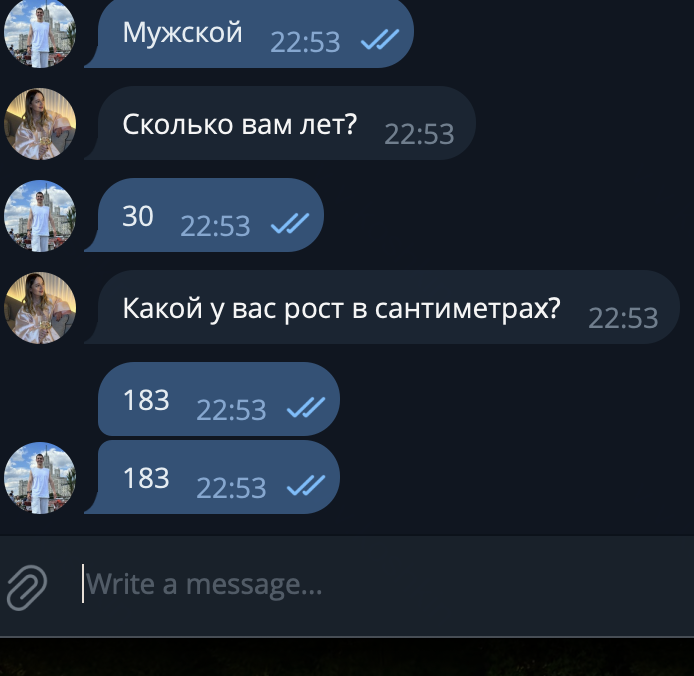 Мужской 22:53
Сколько вам лет? 22:53
30 22:53
Какой у вас рост в сантиметрах? 22:53
183 22:53
183 22:53
Write a message...